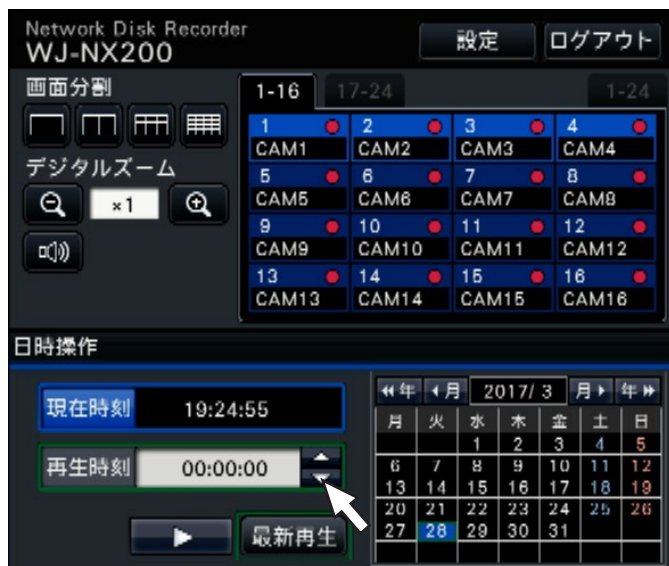 Network Disk Recorder
WJ-NX200
設定
ログアウト
画面分割
1-16 17-24 1-24
1 2 3 4
CAM1 CAM2 CAM3 CAM4
デジタルズーム
5 6 7 8
CAM5 CAM6 CAM7 CAM8
×1
9 10 11 12
CAM9 CAM10 CAM11 CAM12
13 14 15 16
CAM13 CAM14 CAM15 CAM16
日時操作
現在時刻 19:24:55
再生時刻 00:00:00
最新再生
年 月 2017/ 3 月 年
月 火 水 木 金 土 日
1 2 3 4 5
6 7 8 9 10 11 12
13 14 15 16 17 18 19
20 21 22 23 24 25 26
27 28 29 30 31